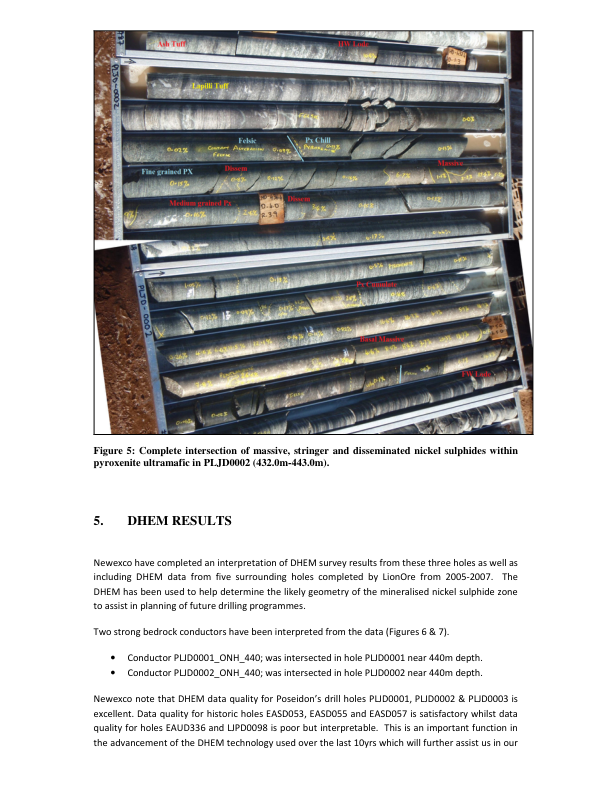 Ash Tuff
HW Lode
PLJD-0002
Lapilli Tuff
Felsic
Px Chill
Fine grained PX
Dissem
Massive
Medium grained Px
Dissem
PLJD-0002
Px Cumulate
Basal Massive
FW Lode
Figure 5: Complete intersection of massive, stringer and disseminated nickel sulphides within
pyroxenite ultramafic in PLJD0002 (432.0m-443.0m).
5. DHEM RESULTS
Newexco have completed an interpretation of DHEM survey results from these three holes as well as
including DHEM data from five surrounding holes completed by LionOre from 2005-2007. The
DHEM has been used to help determine the likely geometry of the mineralised nickel sulphide zone
to assist in planning of future drilling programmes.
Two strong bedrock conductors have been interpreted from the data (Figures 6 & 7).
• Conductor PLJD0001_ONH_440; was intersected in hole PLJD0001 near 440m depth.
• Conductor PLJD0002_ONH_440; was intersected in hole PLJD0002 near 440m depth.
Newexco note that DHEM data quality for Poseidon's drill holes PLJD0001, PLJD0002 & PLJD0003 is
excellent. Data quality for historic holes EASD053, EASD055 and EASD057 is satisfactory whilst data
quality for holes EAUD336 and LJPD0098 is poor but interpretable. This is an important function in
the advancement of the DHEM technology used over the last 10yrs which will further assist us in our